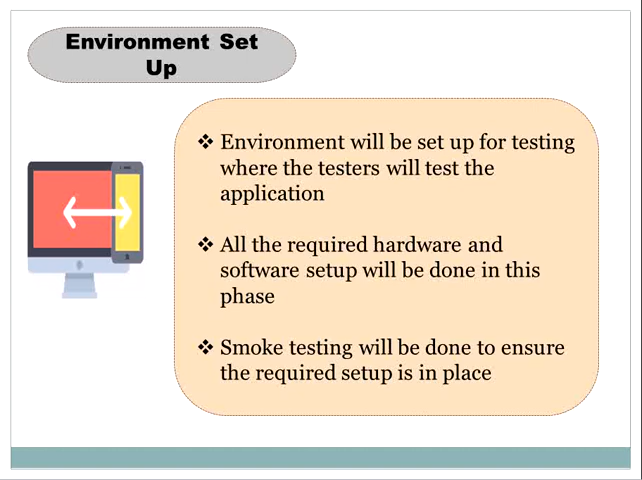 Environment Set
Up
❖ Environment will be set up for testing
where the testers will test the
application
❖ All the required hardware and
software setup will be done in this
phase
❖ Smoke testing will be done to ensure
the required setup is in place